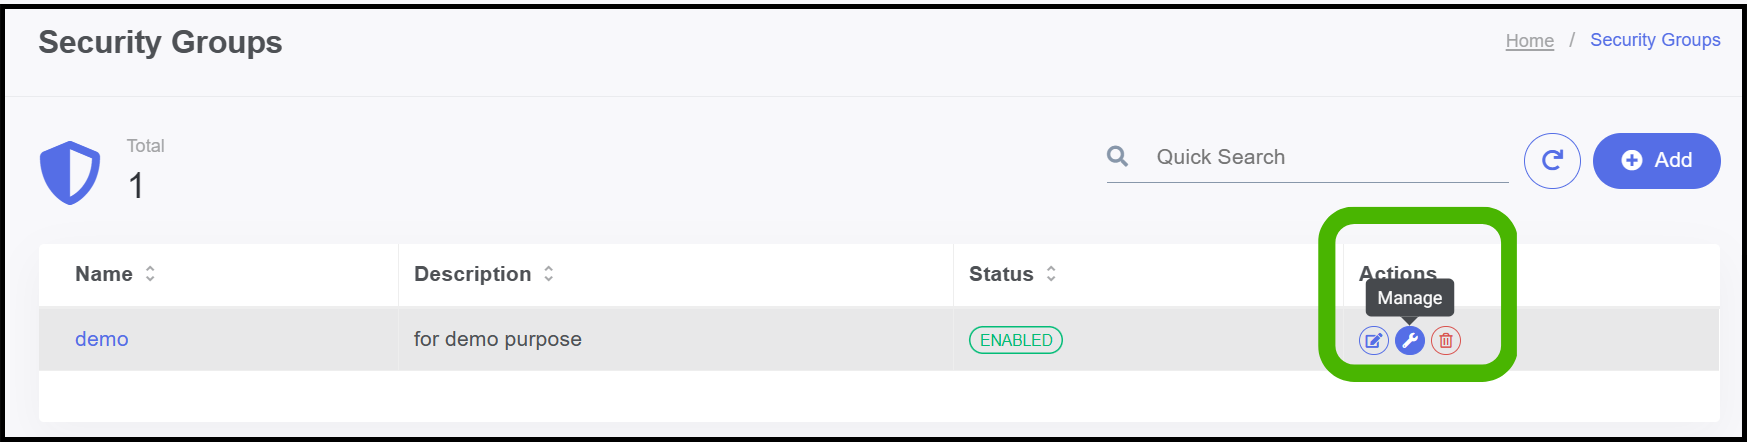 Security Groups
Home / Security Groups
Total
1
Quick Search
Add
Name Description Status Actions
Manage
demo for demo purpose ENABLED